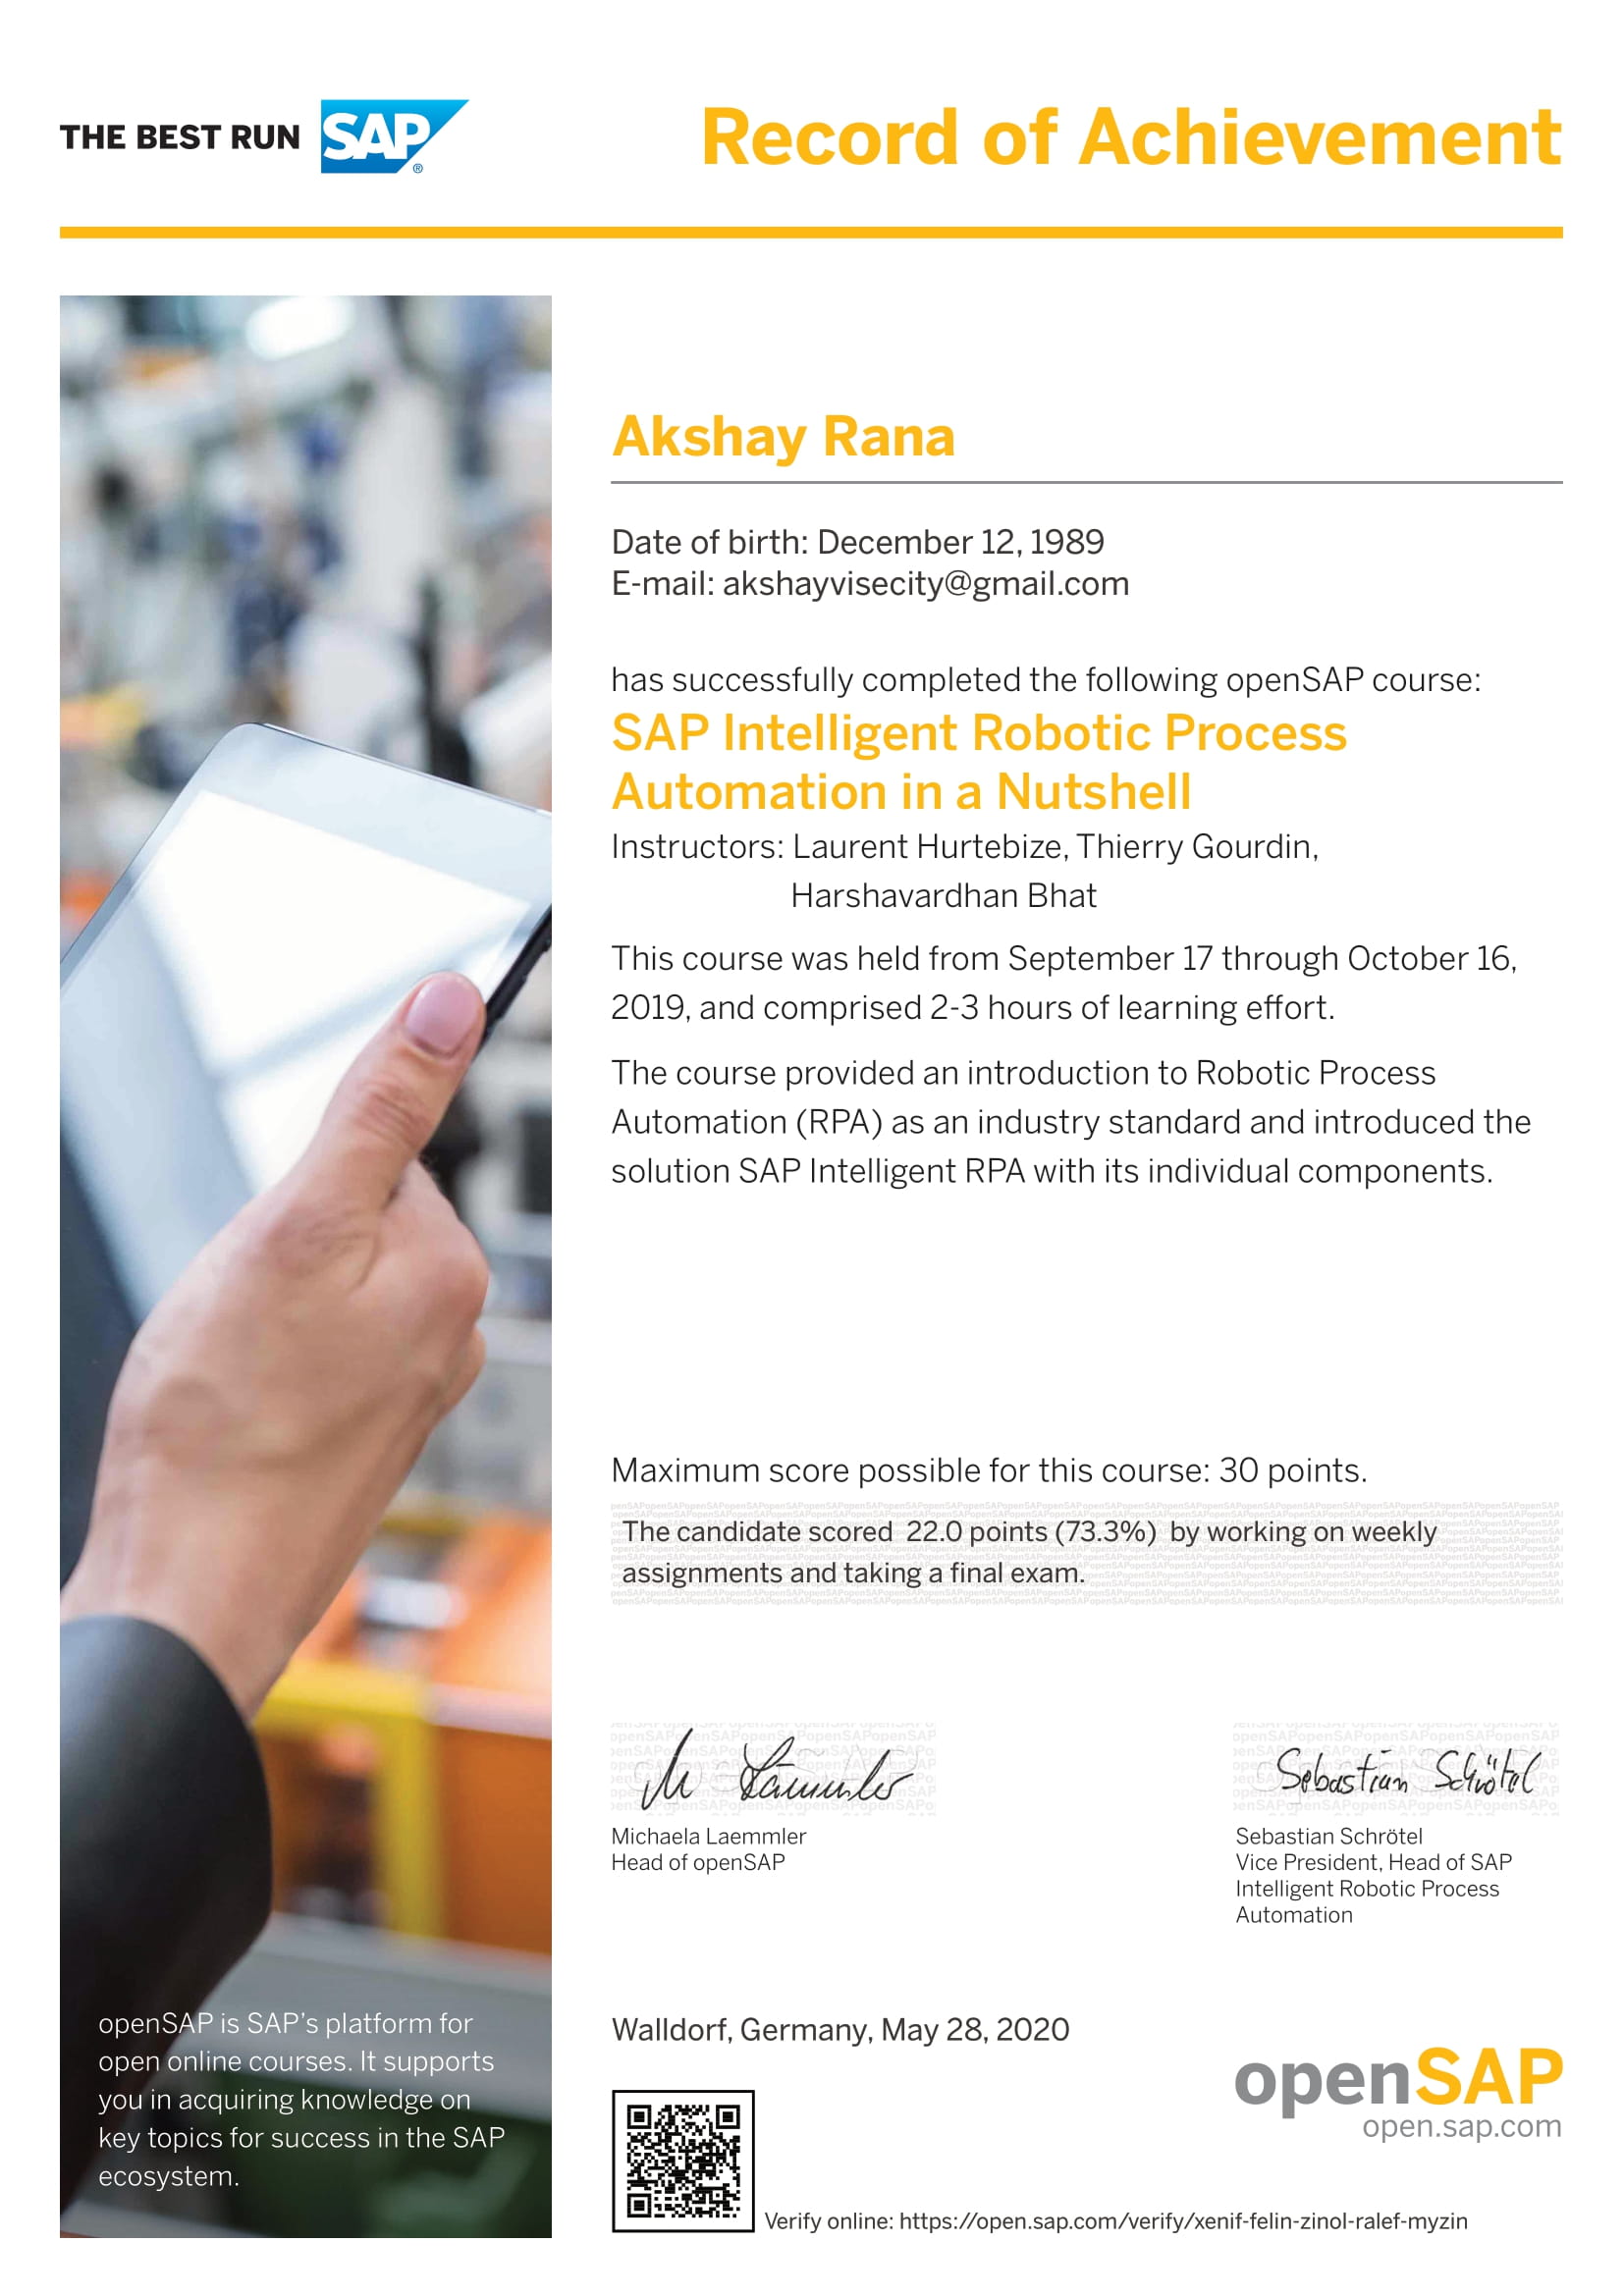 THE BEST RUN SAP®
Record of Achievement
Akshay Rana
Date of birth: December 12, 1989
E-mail: akshayvisecity@gmail.com
has successfully completed the following openSAP course:
SAP Intelligent Robotic Process
Automation in a Nutshell
Instructors: Laurent Hurtebize, Thierry Gourdin,
Harshavardhan Bhat
This course was held from September 17 through October 16,
2019, and comprised 2-3 hours of learning effort.
The course provided an introduction to Robotic Process
Automation (RPA) as an industry standard and introduced the
solution SAP Intelligent RPA with its individual components.
Maximum score possible for this course: 30 points.
The candidate scored 22.0 points (73.3%) by working on weekly
assignments and taking a final exam.
M Lämmler
Sebastian Schrötel
Michaela Laemmler
Head of openSAP
Sebastian Schrötel
Vice President, Head of SAP
Intelligent Robotic Process
Automation
openSAP is SAP's platform for
open online courses. It supports
you in acquiring knowledge on
key topics for success in the SAP
ecosystem.
Walldorf, Germany, May 28, 2020
openSAP
open.sap.com
Verify online: https://open.sap.com/verify/xenif-felin-zinol-ralef-myzin